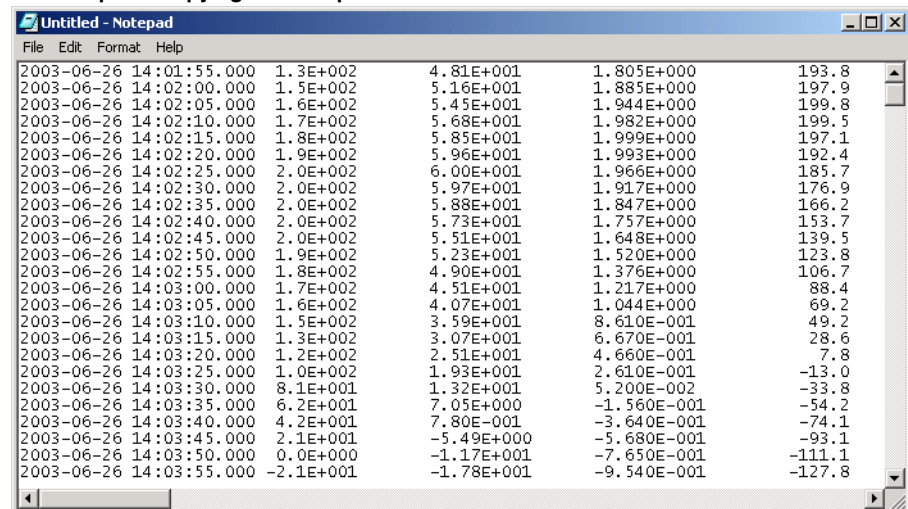 Untitled - Notepad
File Edit Format Help
2003-06-26 14:01:55.000 1.3E+002 4.81E+001 1.805E+000 193.8
2003-06-26 14:02:00.000 1.5E+002 5.16E+001 1.885E+000 197.9
2003-06-26 14:02:05.000 1.6E+002 5.45E+001 1.944E+000 199.8
2003-06-26 14:02:10.000 1.7E+002 5.68E+001 1.982E+000 199.5
2003-06-26 14:02:15.000 1.8E+002 5.85E+001 1.999E+000 197.1
2003-06-26 14:02:20.000 1.9E+002 5.96E+001 1.993E+000 192.4
2003-06-26 14:02:25.000 2.0E+002 6.00E+001 1.966E+000 185.7
2003-06-26 14:02:30.000 2.0E+002 5.97E+001 1.917E+000 176.9
2003-06-26 14:02:35.000 2.0E+002 5.88E+001 1.847E+000 166.2
2003-06-26 14:02:40.000 2.0E+002 5.73E+001 1.757E+000 153.7
2003-06-26 14:02:45.000 2.0E+002 5.51E+001 1.648E+000 139.5
2003-06-26 14:02:50.000 1.9E+002 5.23E+001 1.520E+000 123.8
2003-06-26 14:02:55.000 1.8E+002 4.90E+001 1.376E+000 106.7
2003-06-26 14:03:00.000 1.7E+002 4.51E+001 1.217E+000 88.4
2003-06-26 14:03:05.000 1.6E+002 4.07E+001 1.044E+000 69.2
2003-06-26 14:03:10.000 1.5E+002 3.59E+001 8.610E-001 49.2
2003-06-26 14:03:15.000 1.3E+002 3.07E+001 6.670E-001 28.6
2003-06-26 14:03:20.000 1.2E+002 2.51E+001 4.660E-001 7.8
2003-06-26 14:03:25.000 1.0E+002 1.93E+001 2.610E-001 -13.0
2003-06-26 14:03:30.000 8.1E+001 1.32E+001 5.200E-002 -33.8
2003-06-26 14:03:35.000 6.2E+001 7.05E+000 -1.560E-001 -54.2
2003-06-26 14:03:40.000 4.2E+001 7.80E-001 -3.640E-001 -74.1
2003-06-26 14:03:45.000 2.1E+001 -5.49E+000 -5.680E-001 -93.1
2003-06-26 14:03:50.000 0.0E+000 -1.17E+001 -7.650E-001 -111.1
2003-06-26 14:03:55.000 -2.1E+001 -1.78E+001 -9.540E-001 -127.8